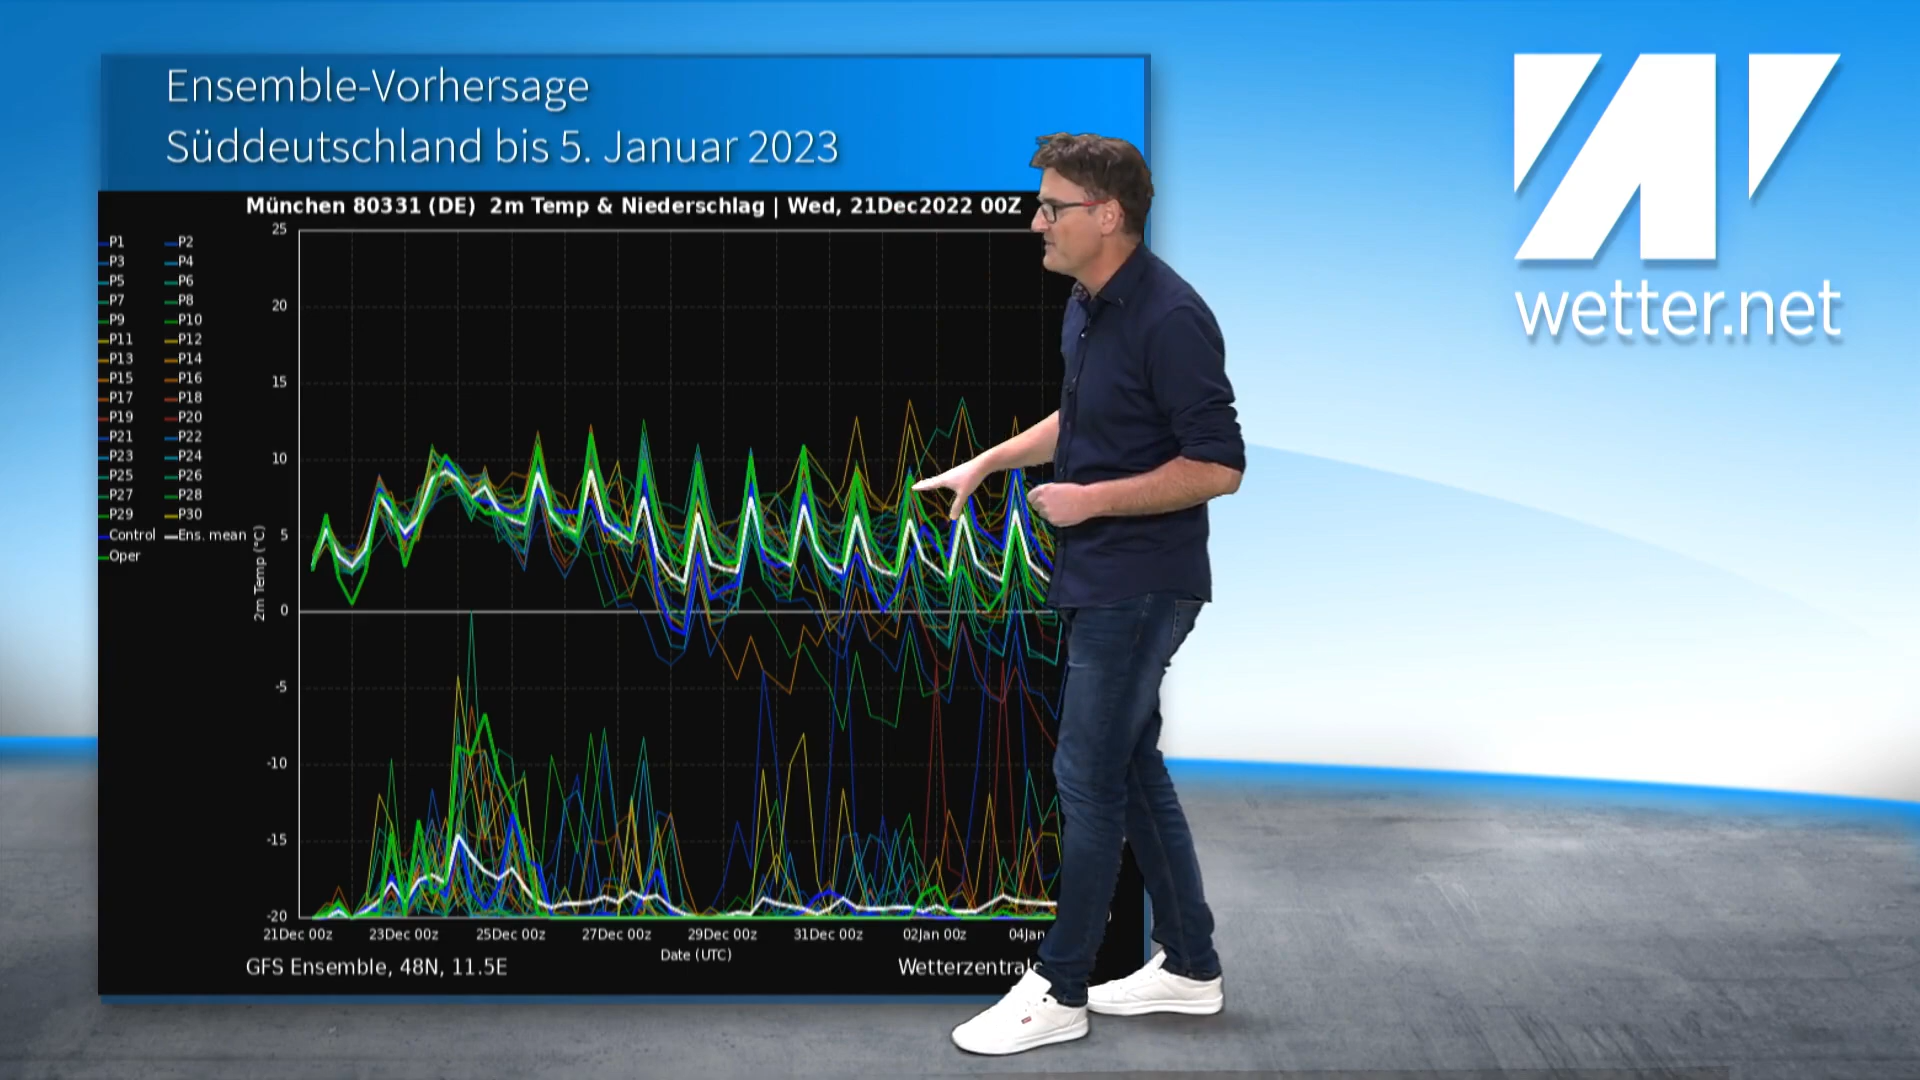 Ensemble-Vorhersage
Süddeutschland bis 5. Januar 2023
wetter.net
München 80331 (DE) 2m Temp & Niederschlag | Wed, 21Dec2022 00Z
P1 P2
P3 P4
P5 P6
P7 P8
P9 P10
P11 P12
P13 P14
P15 P16
P17 P18
P19 P20
P21 P22
P23 P24
P25 P26
P27 P28
P29 P30
Control Ens. mean
Oper
2m Temp (°C)
25
20
15
10
5
0
-5
-10
-15
-20
21Dec 00z 23Dec 00z 25Dec 00z 27Dec 00z 29Dec 00z 31Dec 00z 02Jan 00z 04Jan
Date (UTC)
GFS Ensemble, 48N, 11.5E
Wetterzentrale